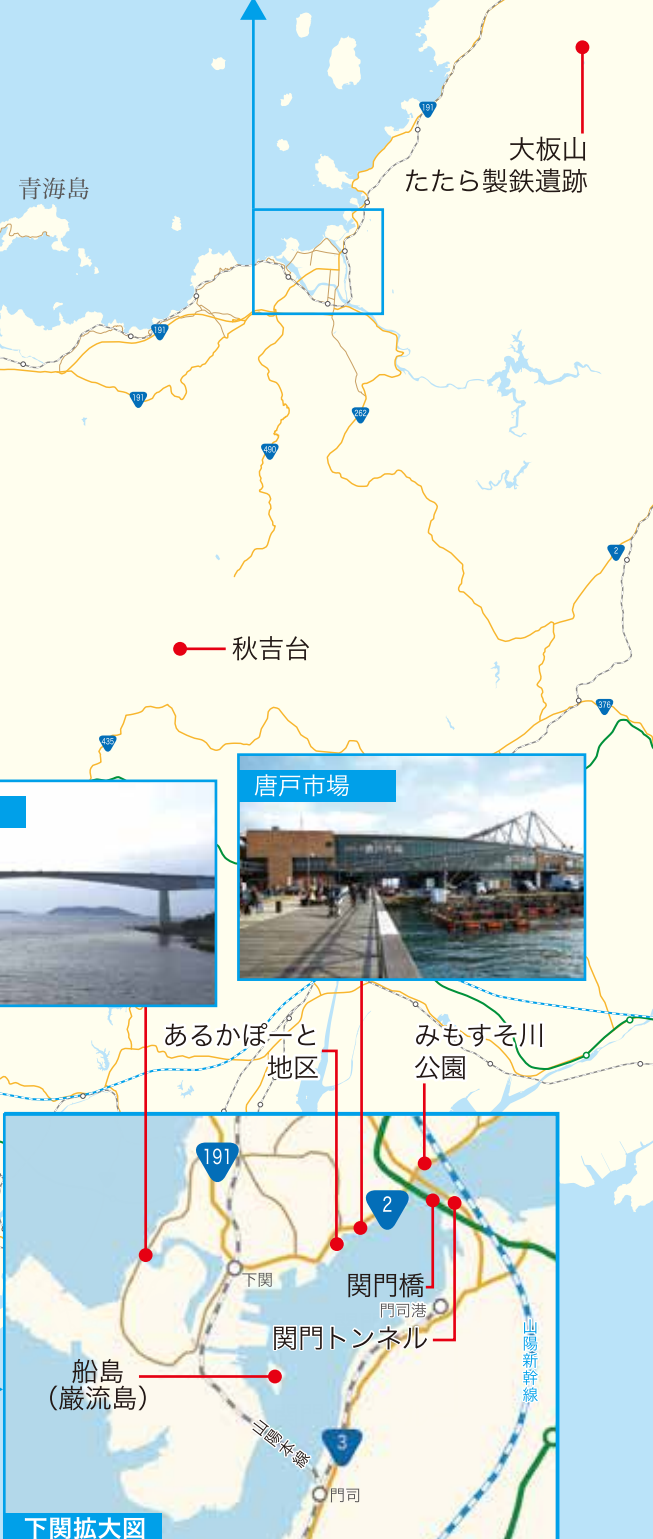 191
大板山
たたら製鉄遺跡
青海島
191
191
262
490
2
秋吉台
376
435
唐戸市場
あるかぽーと
地区
みもすそ川
公園
191
2
下関
関門橋
門司港
関門トンネル
山陽新幹線
船島
（巌流島）
山陽本線
3
門司
下関拡大図